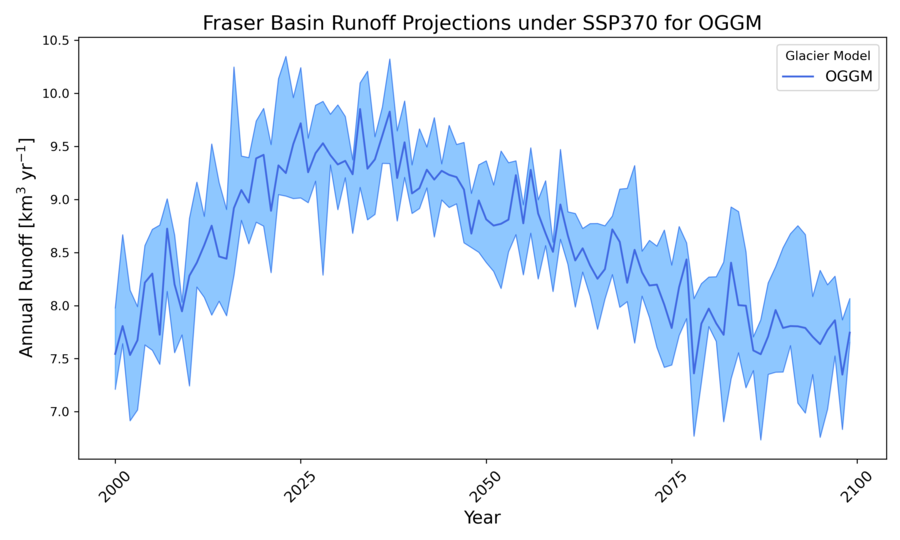 Fraser Basin Runoff Projections under SSP370 for OGGM
Glacier Model
OGGM
Annual Runoff [km³ yr⁻¹]
10.5
10.0
9.5
9.0
8.5
8.0
7.5
7.0
2000
2025
2050
2075
2100
Year